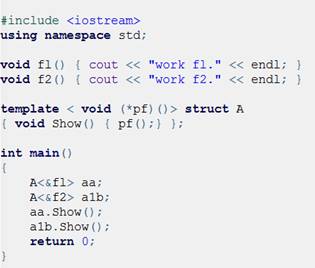 #include <iostream>
using namespace std;
void f1() { cout << "work f1." << endl; }
void f2() { cout << "work f2." << endl; }
template < void (*pf)()> struct A
{ void Show() { pf();} };
int main()
{
    A<&f1> aa;
    A<&f2> a1b;
    aa.Show();
    a1b.Show();
    return 0;
}